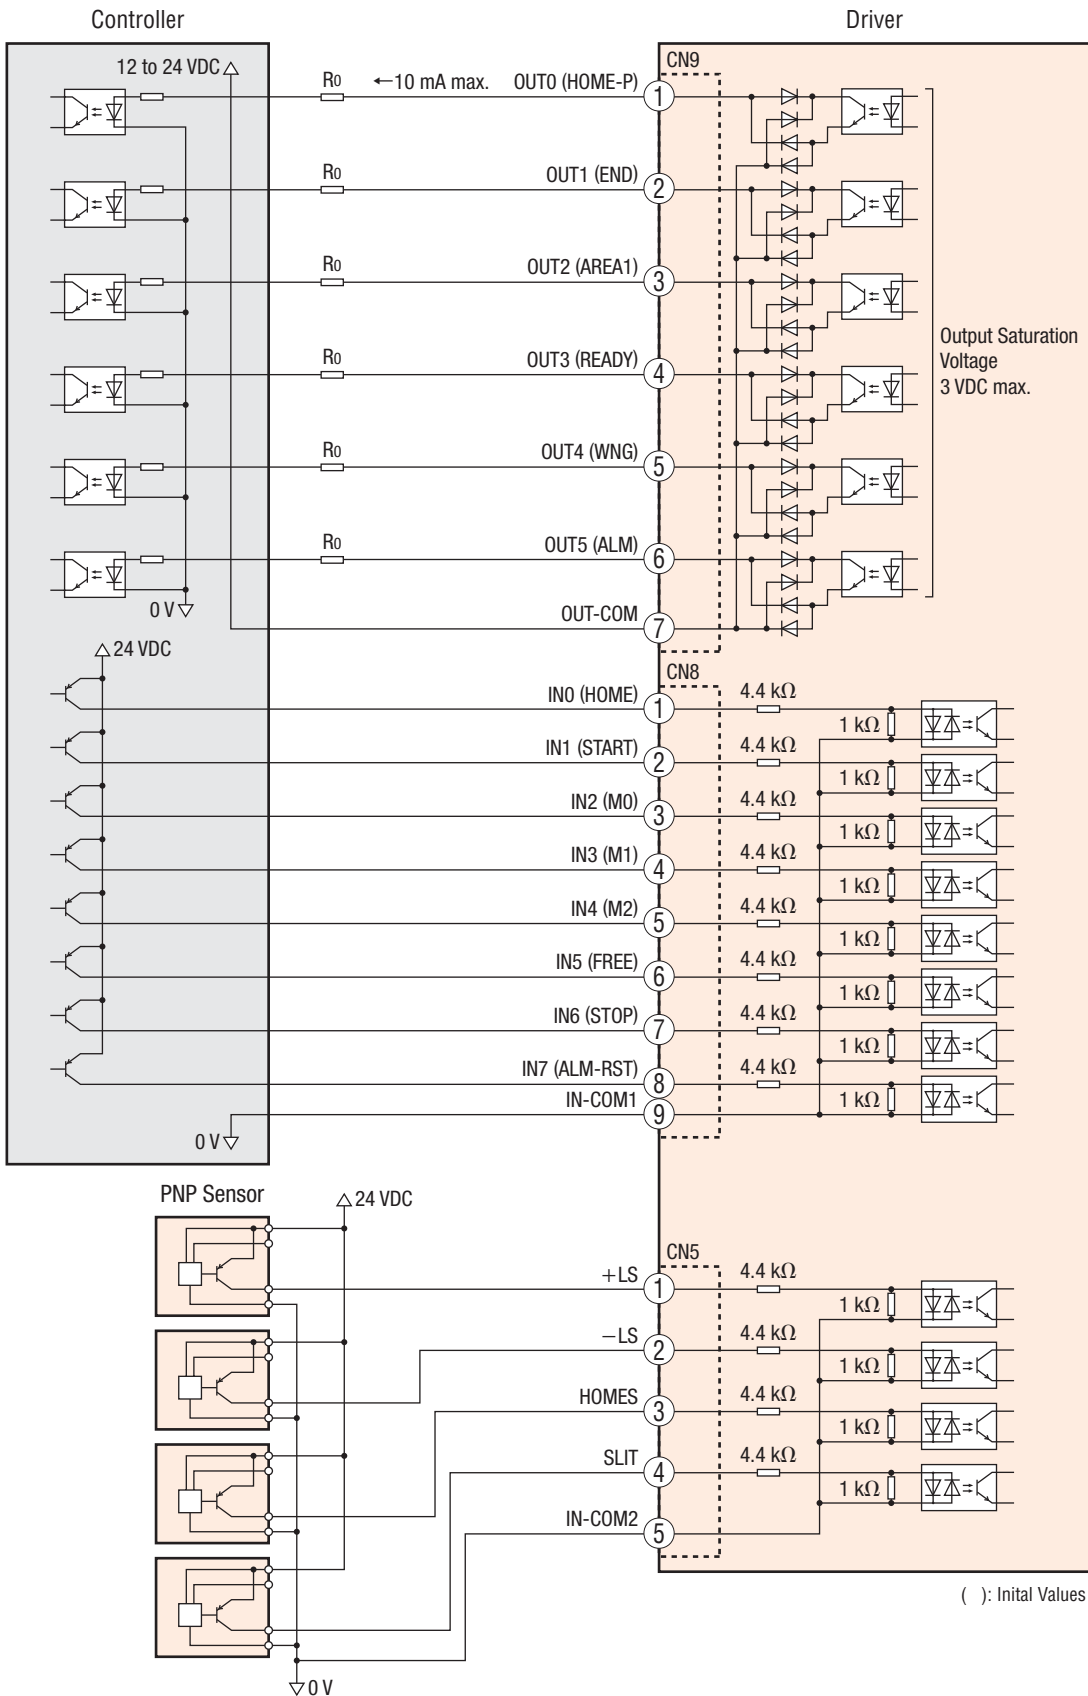 Controller
Driver
12 to 24 VDC
R0
←10 mA max.
OUT0 (HOME-P)
CN9
1
R0
OUT1 (END)
2
R0
OUT2 (AREA1)
3
Output Saturation
Voltage
3 VDC max.
R0
OUT3 (READY)
4
R0
OUT4 (WNG)
5
R0
OUT5 (ALM)
6
0 V
OUT-COM
7
24 VDC
CN8
IN0 (HOME)
1
4.4 kΩ
1 kΩ
IN1 (START)
2
4.4 kΩ
1 kΩ
IN2 (M0)
3
4.4 kΩ
1 kΩ
IN3 (M1)
4
4.4 kΩ
1 kΩ
IN4 (M2)
5
4.4 kΩ
1 kΩ
IN5 (FREE)
6
4.4 kΩ
1 kΩ
IN6 (STOP)
7
4.4 kΩ
1 kΩ
IN7 (ALM-RST)
8
4.4 kΩ
1 kΩ
IN-COM1
9
0 V
PNP Sensor
24 VDC
CN5
+LS
1
4.4 kΩ
1 kΩ
−LS
2
4.4 kΩ
1 kΩ
HOMES
3
4.4 kΩ
1 kΩ
SLIT
4
4.4 kΩ
1 kΩ
IN-COM2
5
( ): Inital Values
0 V